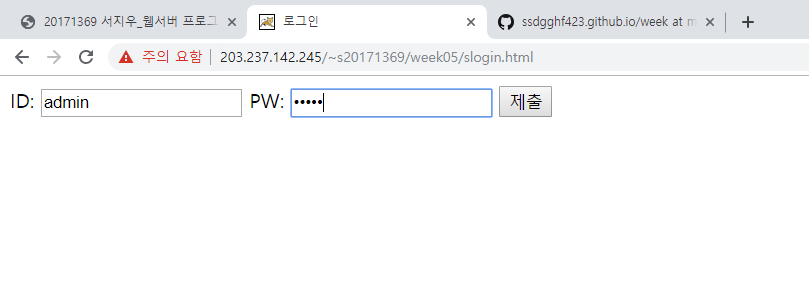 20171369 서지우_웹서버 프로그
로그인
ssdgghf423.github.io/week at m
주의 요함 203.237.142.245/~s20171369/week05/slogin.html
ID: admin PW: ••••• 제출